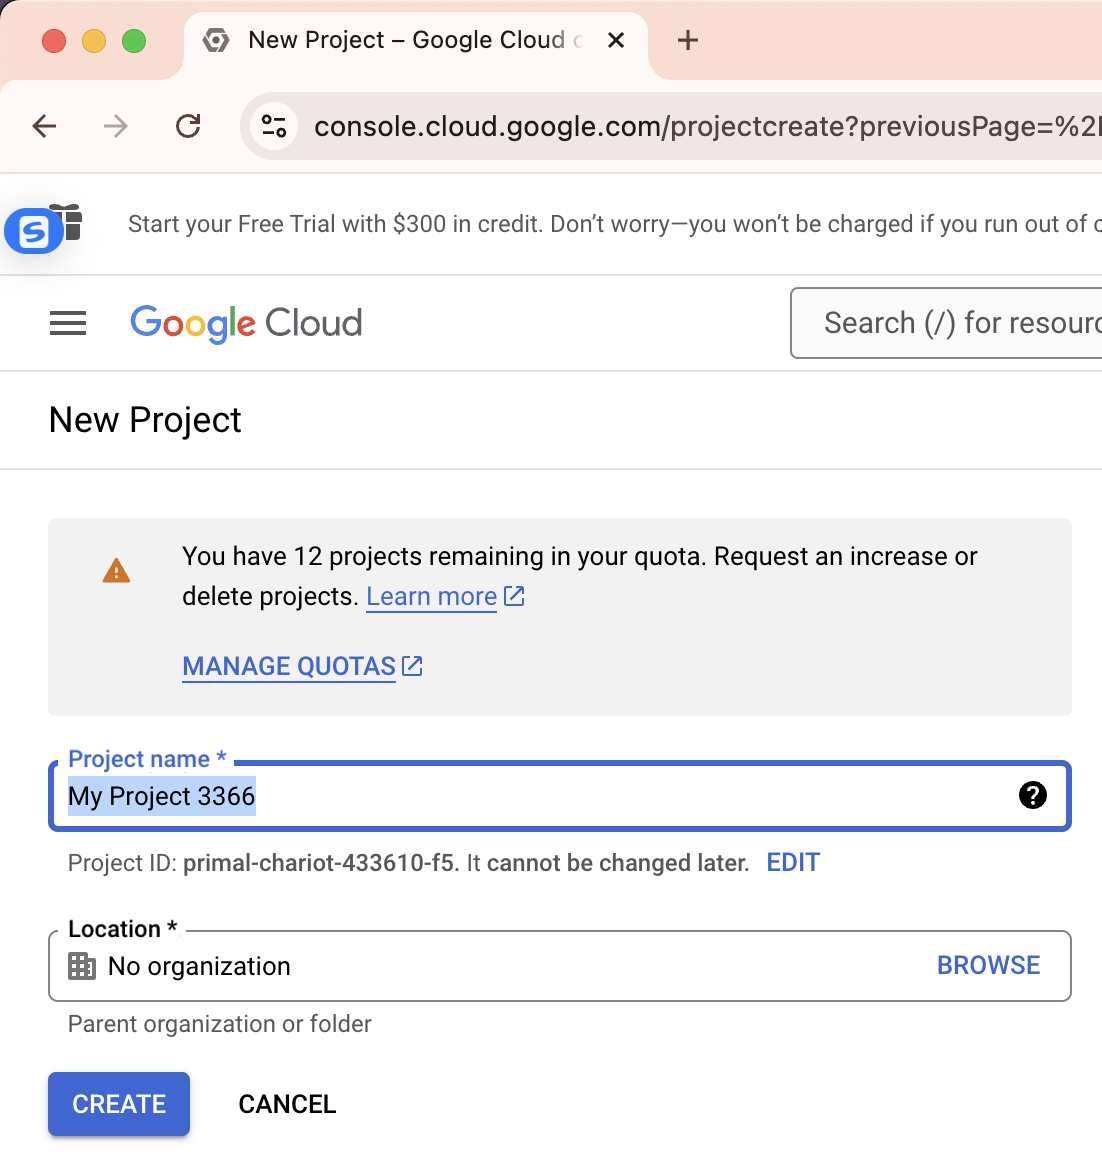 New Project – Google Cloud
console.cloud.google.com/projectcreate?previousPage=%2
Start your Free Trial with $300 in credit. Don’t worry—you won’t be charged if you run out of
Google Cloud
Search (/) for
New Project
You have 12 projects remaining in your quota. Request an increase or
delete projects. Learn more
MANAGE QUOTAS
Project name *
My Project 3366
Project ID: primal-chariot-433610-f5. It cannot be changed later. EDIT
Location *
No organization
BROWSE
Parent organization or folder
CREATE
CANCEL